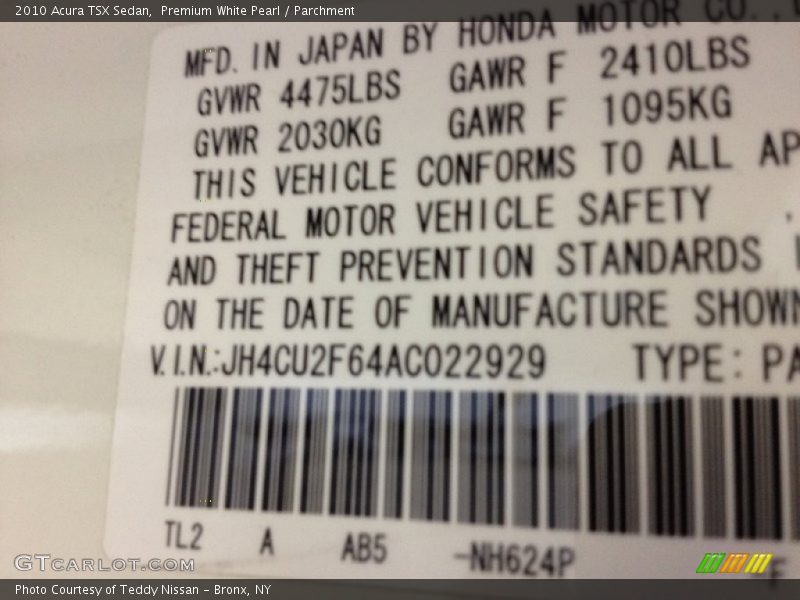 2010 Acura TSX Sedan,  Premium White Pearl / Parchment
MFD. IN JAPAN BY HONDA MOTOR CO.,
GVWR 4475LBS GAWR F 2410LBS
GVWR 2030KG GAWR F 1095KG
THIS VEHICLE CONFORMS TO ALL AP
FEDERAL MOTOR VEHICLE SAFETY
AND THEFT PREVENTION STANDARDS
ON THE DATE OF MANUFACTURE SHOWN
V.I.N.:JH4CU2F64AC022929 TYPE: PA
TL2 A AB5 -NH624P
GTCARLOT.COM
Photo Courtesy of Teddy Nissan - Bronx, NY